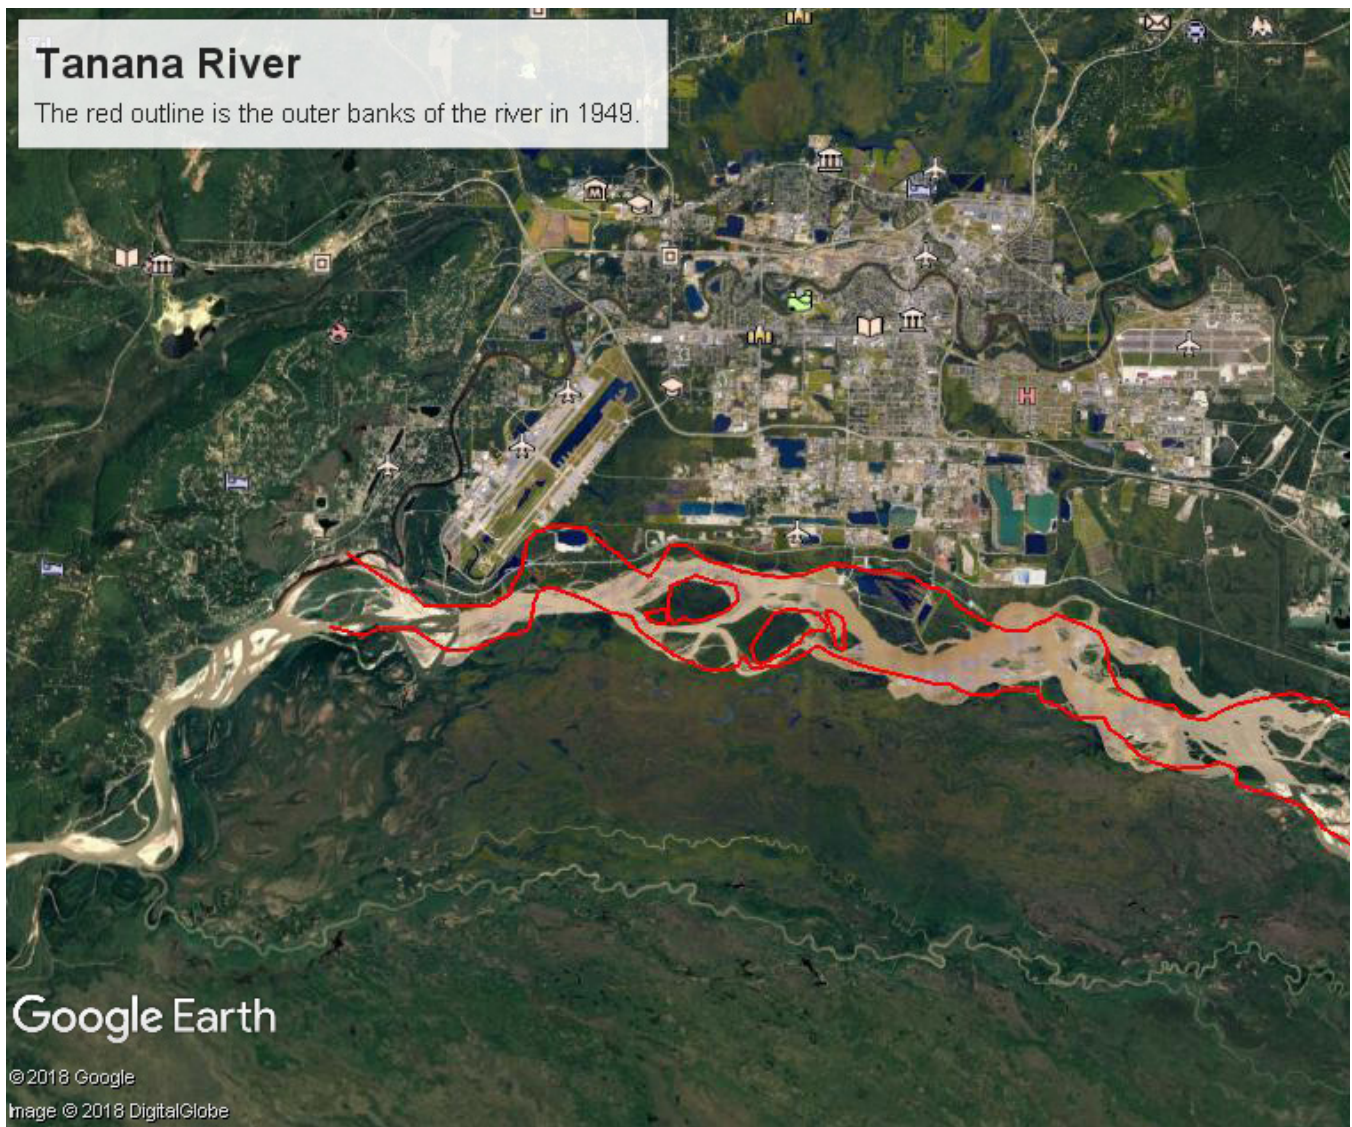 Tanana River
The red outline is the outer banks of the river in 1949.
M
H
Google Earth
© 2018 Google
Image © 2018 DigitalGlobe